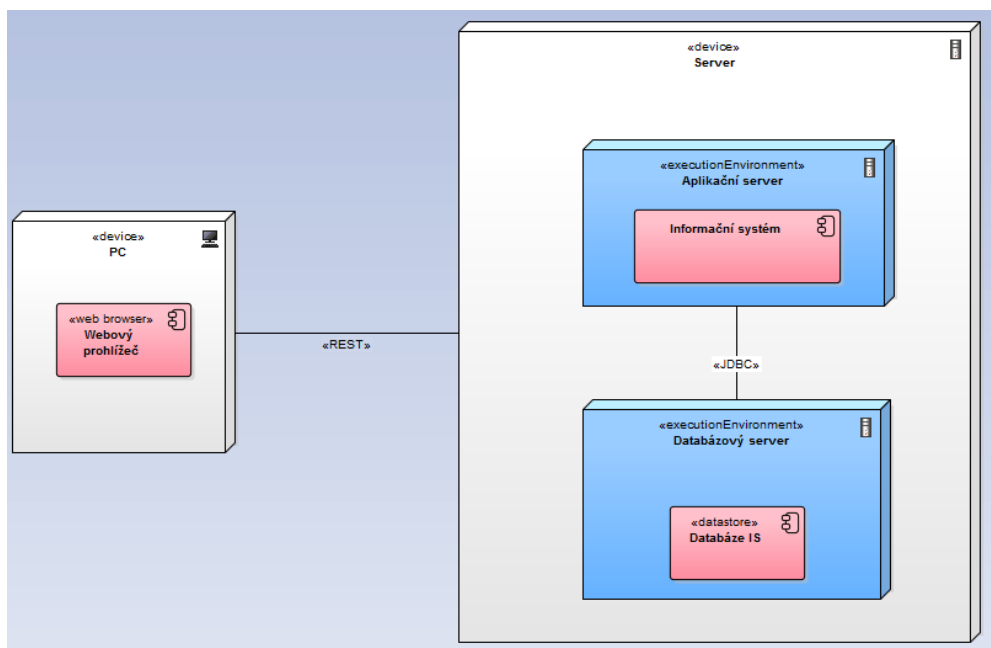 «device»
Server
«executionEnvironment»
Aplikační server
Informační systém
«device»
PC
«web browser»
Webový
prohlížeč
«REST»
«JDBC»
«executionEnvironment»
Databázový server
«datastore»
Databáze IS